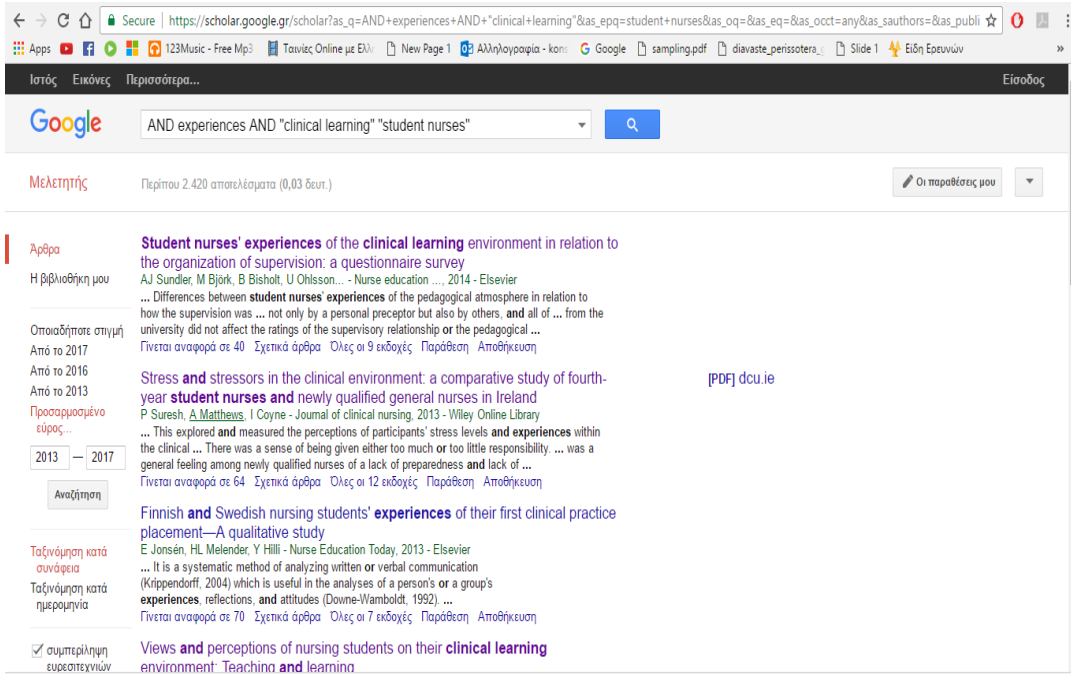 Secure | https://scholar.google.gr/scholar?as_q=AND+experiences+AND+"clinical+learning"&as_epq=student+nurses&as_oq=&as_eq=&as_occt=any&as_sauthors=&as_publi
Apps 123Music - Free Mp3 Ταινίες Online με Ελλ New Page 1 Αλληλογραφία - kons Google sampling.pdf diavaste_perissotera_ Slide 1 Είδη Ερευνών »
Ιστός Εικόνες Περισσότερα... Είσοδος
Google AND experiences AND "clinical learning" "student nurses"
Μελετητής Περίπου 2.420 αποτελέσματα (0,03 δευτ.) Οι παραθέσεις μου
Άρθρα
Η βιβλιοθήκη μου
Οποιαδήποτε στιγμή
Από το 2017
Από το 2016
Από το 2013
Προσαρμοσμένο
εύρος...
2013 — 2017
Αναζήτηση
Ταξινόμηση κατά
συνάφεια
Ταξινόμηση κατά
ημερομηνία
συμπερίληψη
ευρεσιτεχνιών
Student nurses' experiences of the clinical learning environment in relation to
the organization of supervision: a questionnaire survey
AJ Sundler, M Björk, B Bisholt, U Ohlsson... - Nurse education ..., 2014 - Elsevier
... Differences between student nurses' experiences of the pedagogical atmosphere in relation to
how the supervision was ... not only by a personal preceptor but also by others, and all of ... from the
university did not affect the ratings of the supervisory relationship or the pedagogical ...
Γίνεται αναφορά σε 40 Σχετικά άρθρα Όλες οι 9 εκδοχές Παράθεση Αποθήκευση
Stress and stressors in the clinical environment: a comparative study of fourth-
year student nurses and newly qualified general nurses in Ireland
P Suresh, A Matthews, I Coyne - Journal of clinical nursing, 2013 - Wiley Online Library
... This explored and measured the perceptions of participants' stress levels and experiences within
the clinical ... There was a sense of being given either too much or too little responsibility. ... was a
general feeling among newly qualified nurses of a lack of preparedness and lack of ...
Γίνεται αναφορά σε 64 Σχετικά άρθρα Όλες οι 12 εκδοχές Παράθεση Αποθήκευση
[PDF] dcu.ie
Finnish and Swedish nursing students' experiences of their first clinical practice
placement—A qualitative study
E Jonsén, HL Melender, Y Hilli - Nurse Education Today, 2013 - Elsevier
... It is a systematic method of analyzing written or verbal communication
(Krippendorff, 2004) which is useful in the analyses of a person's or a group's
experiences, reflections, and attitudes (Downe-Wamboldt, 1992). ...
Γίνεται αναφορά σε 70 Σχετικά άρθρα Όλες οι 7 εκδοχές Παράθεση Αποθήκευση
Views and perceptions of nursing students on their clinical learning
environment: Teaching and learning